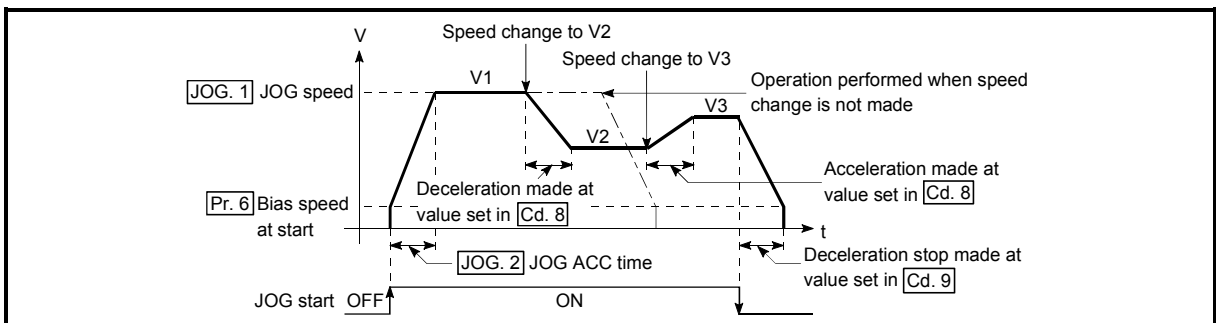 Speed change to V2
V
Speed change to V3
V1
Operation performed when speed
change is not made
JOG. 1 JOG speed
V3
V2
Deceleration made at
value set in Cd. 8
Acceleration made at
value set in Cd. 8
Pr. 6 Bias speed
at start
t
JOG. 2 JOG ACC time
Deceleration stop made at
value set in Cd. 9
JOG start OFF
ON